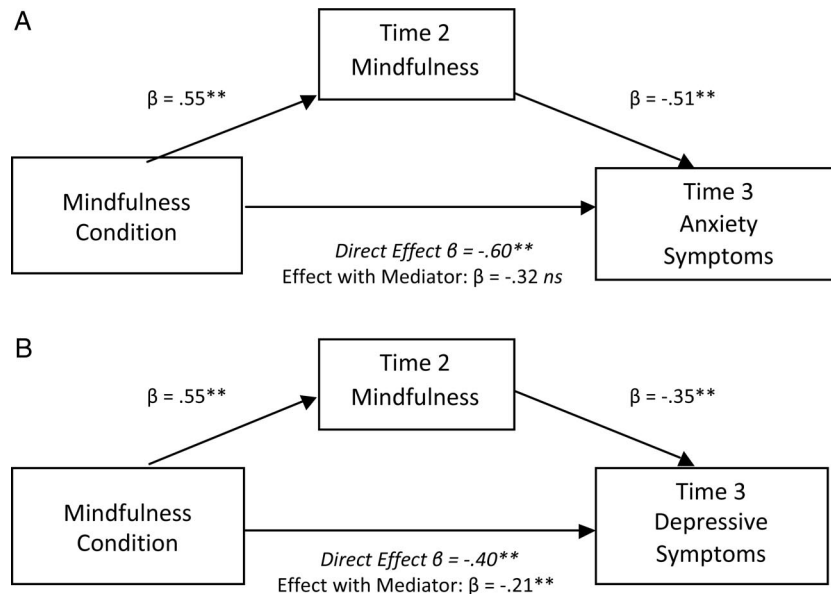 A
Time 2
Mindfulness
β = .55**
β = -.51**
Mindfulness
Condition
Time 3
Anxiety
Symptoms
Direct Effect β = -.60**
Effect with Mediator: β = -.32 ns
B
Time 2
Mindfulness
β = .55**
β = -.35**
Mindfulness
Condition
Time 3
Depressive
Symptoms
Direct Effect β = -.40**
Effect with Mediator: β = -.21**